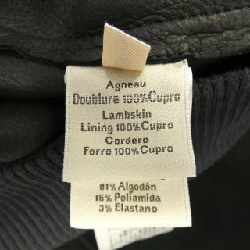 Agneau
Doublure 100% Cupro
Lambskin
Lining 100% Cupro
Cordero
Forro 100% Cupro
81% Algodón
16% Poliamida
3% Elastano